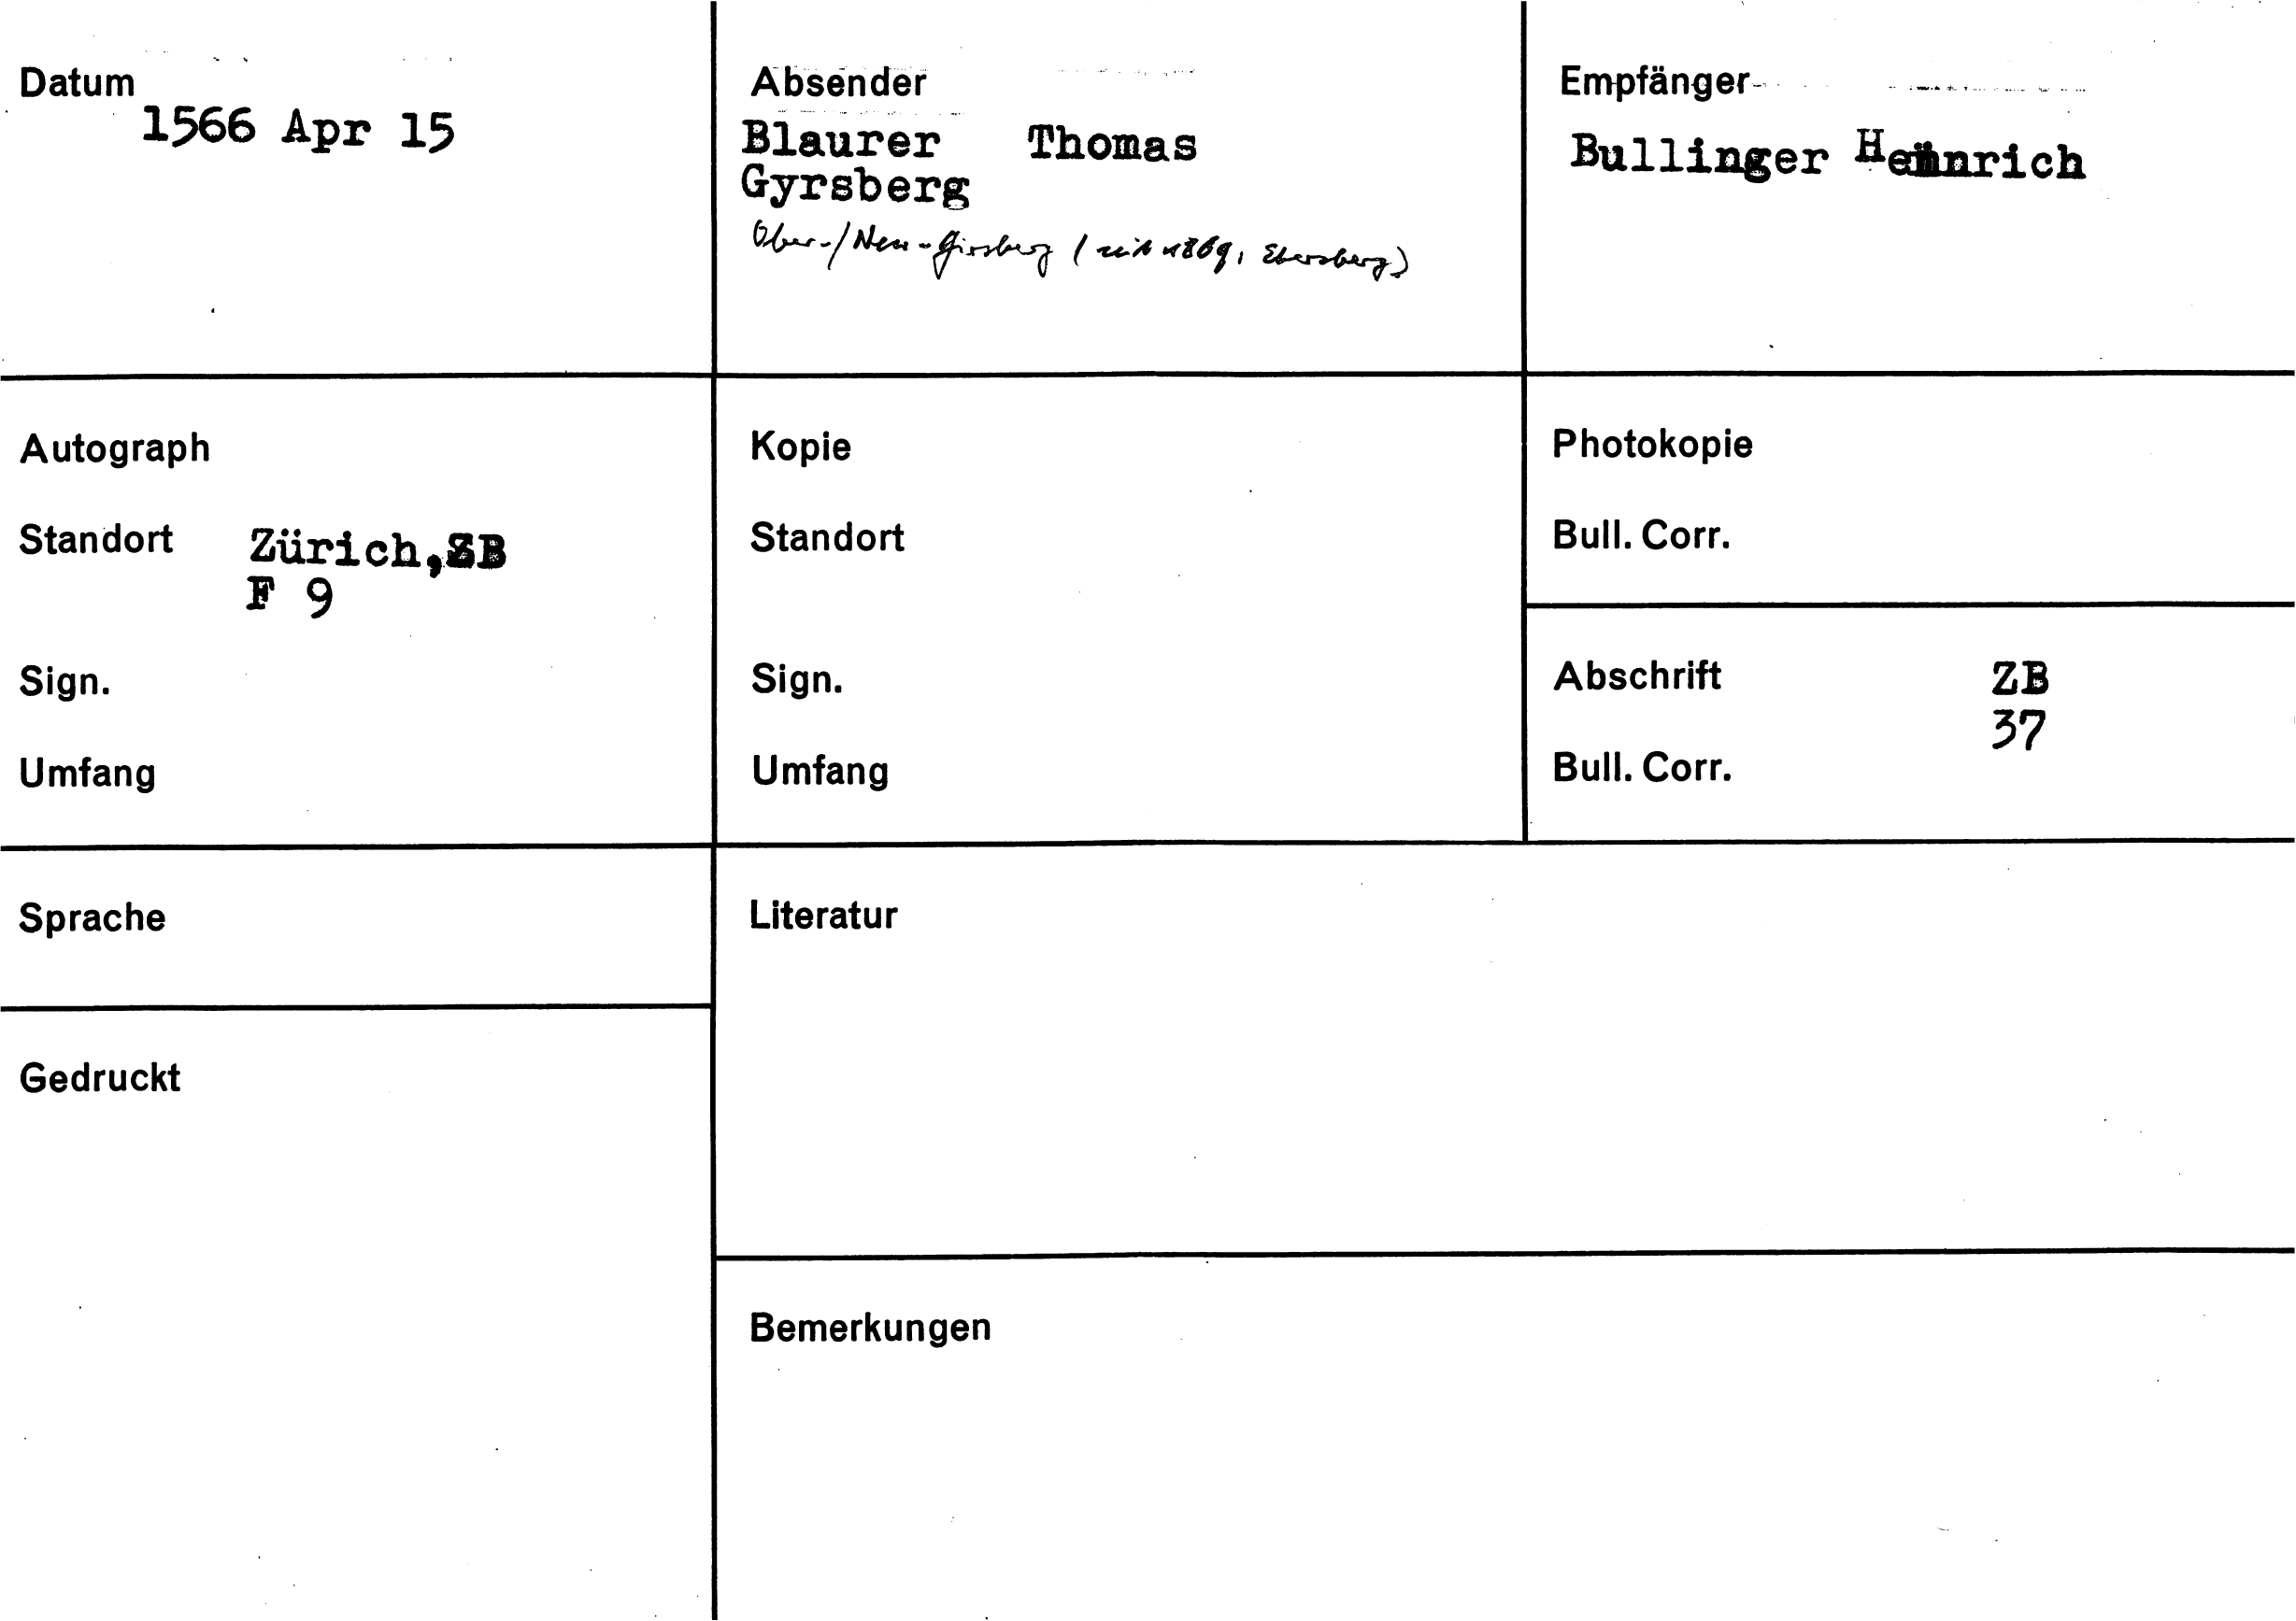 Datum
1566 Apr 15
Absender
Blaurer Thomas
Gyrsberg
Ober-/Neu-Girsberg (seit 1869: Ebersberg)
Empfänger
Bullinger Heinrich
Autograph
Standort Zürich,ZB
F 9
Sign.
Umfang
Kopie
Standort
Sign.
Umfang
Photokopie
Bull. Corr.
Abschrift ZB
37
Bull. Corr.
Sprache
Literatur
Gedruckt
Bemerkungen